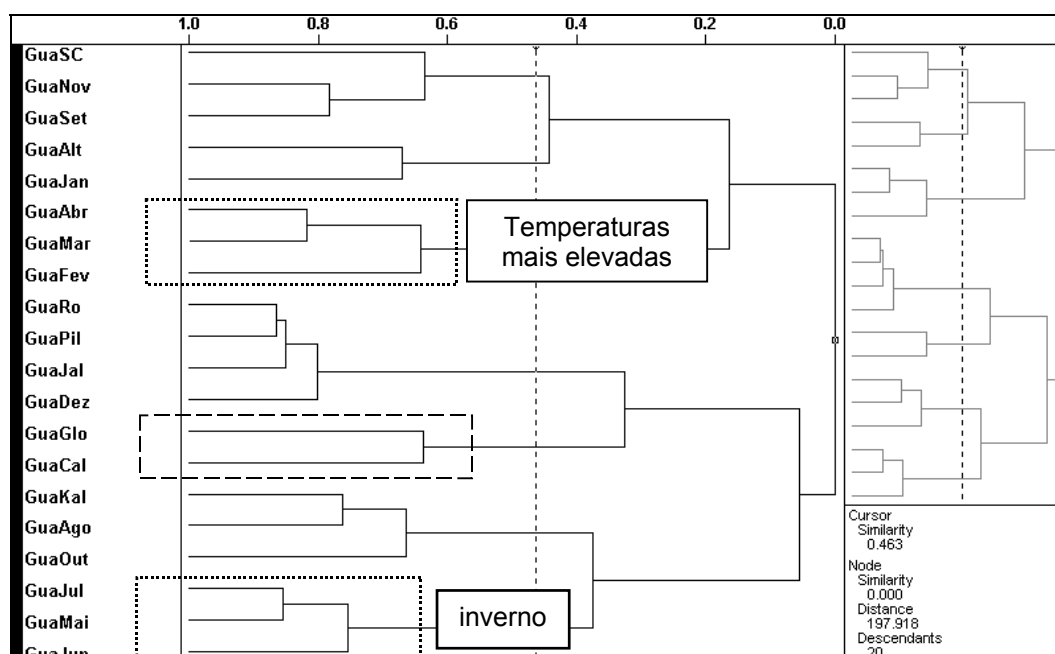 1.0 0.8 0.6 0.4 0.2 0.0
GuaSC
GuaNov
GuaSet
GuaAlt
GuaJan
GuaAbr
GuaMar
GuaFev
GuaRo
GuaPil
GuaJal
GuaDez
GuaGlo
GuaCal
GuaKal
GuaAgo
GuaOut
GuaJul
GuaMai
GuaJun
Temperaturas
mais elevadas
inverno
Cursor
Similarity
0.463
Node
Similarity
0.000
Distance
197.918
Descendants
20